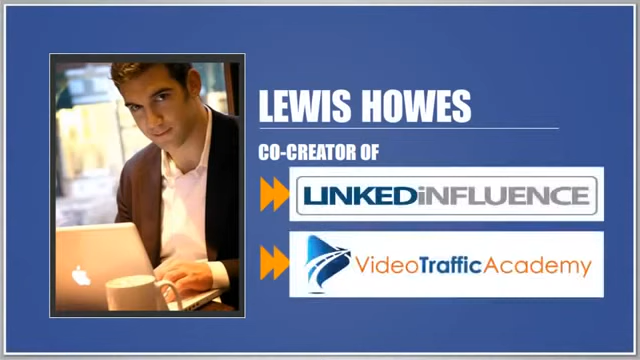 LEWIS HOWES
CO-CREATOR OF
LINKEDiNFLUENCE
VideoTrafficAcademy